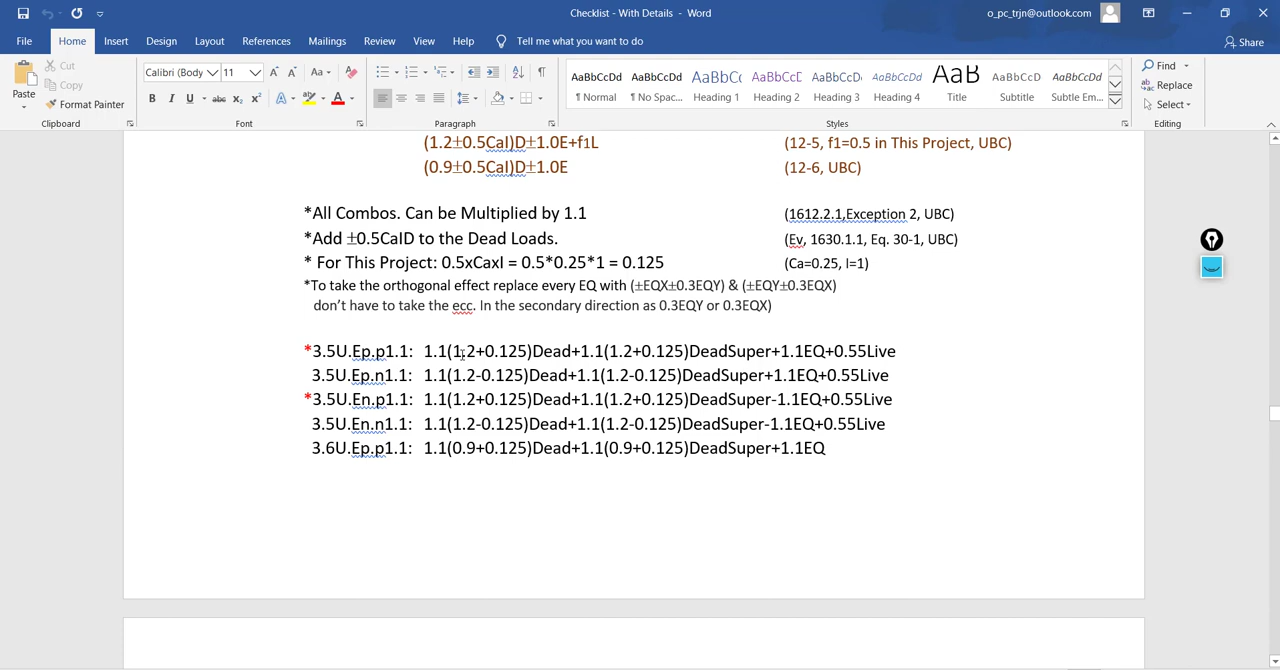 Checklist - With Details - Word
o_pc_trjn@outlook.com
File Home Insert Design Layout References Mailings Review View Help Tell me what you want to do Share
Paste
Cut
Copy
Format Painter
Clipboard
Calibri (Body 11
Aa
B I U abc x2 x2 A A
Font
Paragraph
AaBbCcDd AaBbCcDd AaBbCc AaBbCcE AaBbCcDd AaBbCcDd AaB AaBbCcDd AaBbCcDd
¶ Normal ¶ No Spac... Heading 1 Heading 2 Heading 3 Heading 4 Title Subtitle Subtle Em...
Styles
Find
Replace
Select
Editing
(1.2±0.5CaI)D±1.0E+f1L (12-5, f1=0.5 in This Project, UBC)
(0.9±0.5CaI)D±1.0E (12-6, UBC)
*All Combos. Can be Multiplied by 1.1 (1612.2.1,Exception 2, UBC)
*Add ±0.5CaID to the Dead Loads. (Ev, 1630.1.1, Eq. 30-1, UBC)
* For This Project: 0.5xCaxI = 0.5*0.25*1 = 0.125 (Ca=0.25, I=1)
*To take the orthogonal effect replace every EQ with (±EQX±0.3EQY) & (±EQY±0.3EQX)
don't have to take the ecc. In the secondary direction as 0.3EQY or 0.3EQX)
*3.5U.Ep.p1.1: 1.1(1.2+0.125)Dead+1.1(1.2+0.125)DeadSuper+1.1EQ+0.55Live
3.5U.Ep.n1.1: 1.1(1.2-0.125)Dead+1.1(1.2-0.125)DeadSuper+1.1EQ+0.55Live
*3.5U.En.p1.1: 1.1(1.2+0.125)Dead+1.1(1.2+0.125)DeadSuper-1.1EQ+0.55Live
3.5U.En.n1.1: 1.1(1.2-0.125)Dead+1.1(1.2-0.125)DeadSuper-1.1EQ+0.55Live
3.6U.Ep.p1.1: 1.1(0.9+0.125)Dead+1.1(0.9+0.125)DeadSuper+1.1EQ